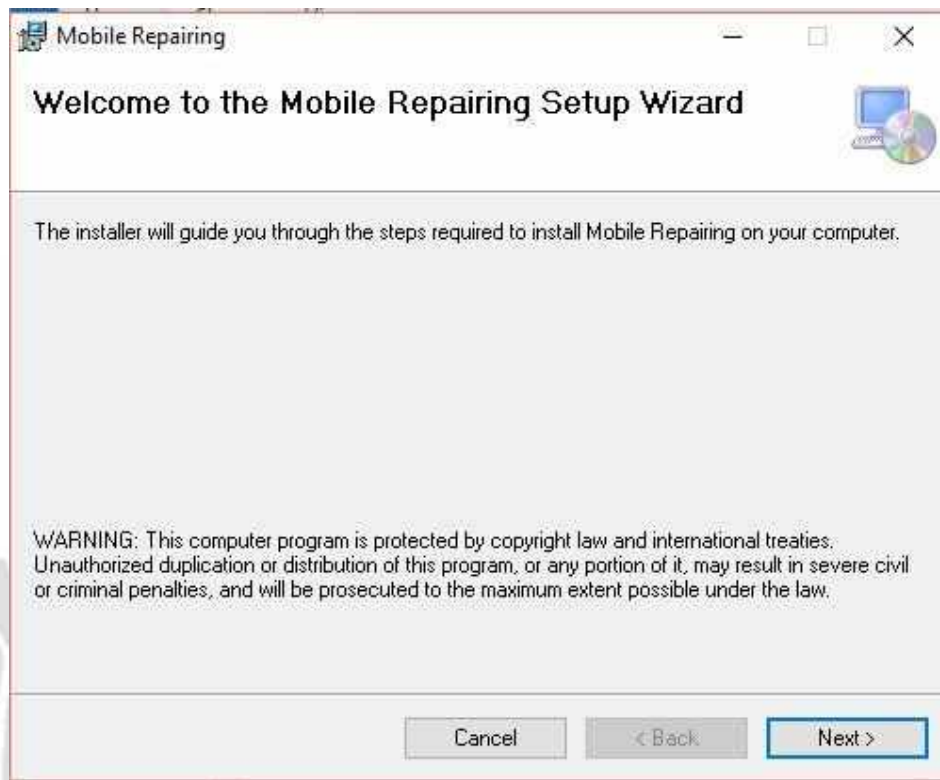 Mobile Repairing
Welcome to the Mobile Repairing Setup Wizard
The installer will guide you through the steps required to install Mobile Repairing on your computer.
WARNING: This computer program is protected by copyright law and international treaties.
Unauthorized duplication or distribution of this program, or any portion of it, may result in severe civil
or criminal penalties, and will be prosecuted to the maximum extent possible under the law.
Cancel
< Back
Next >